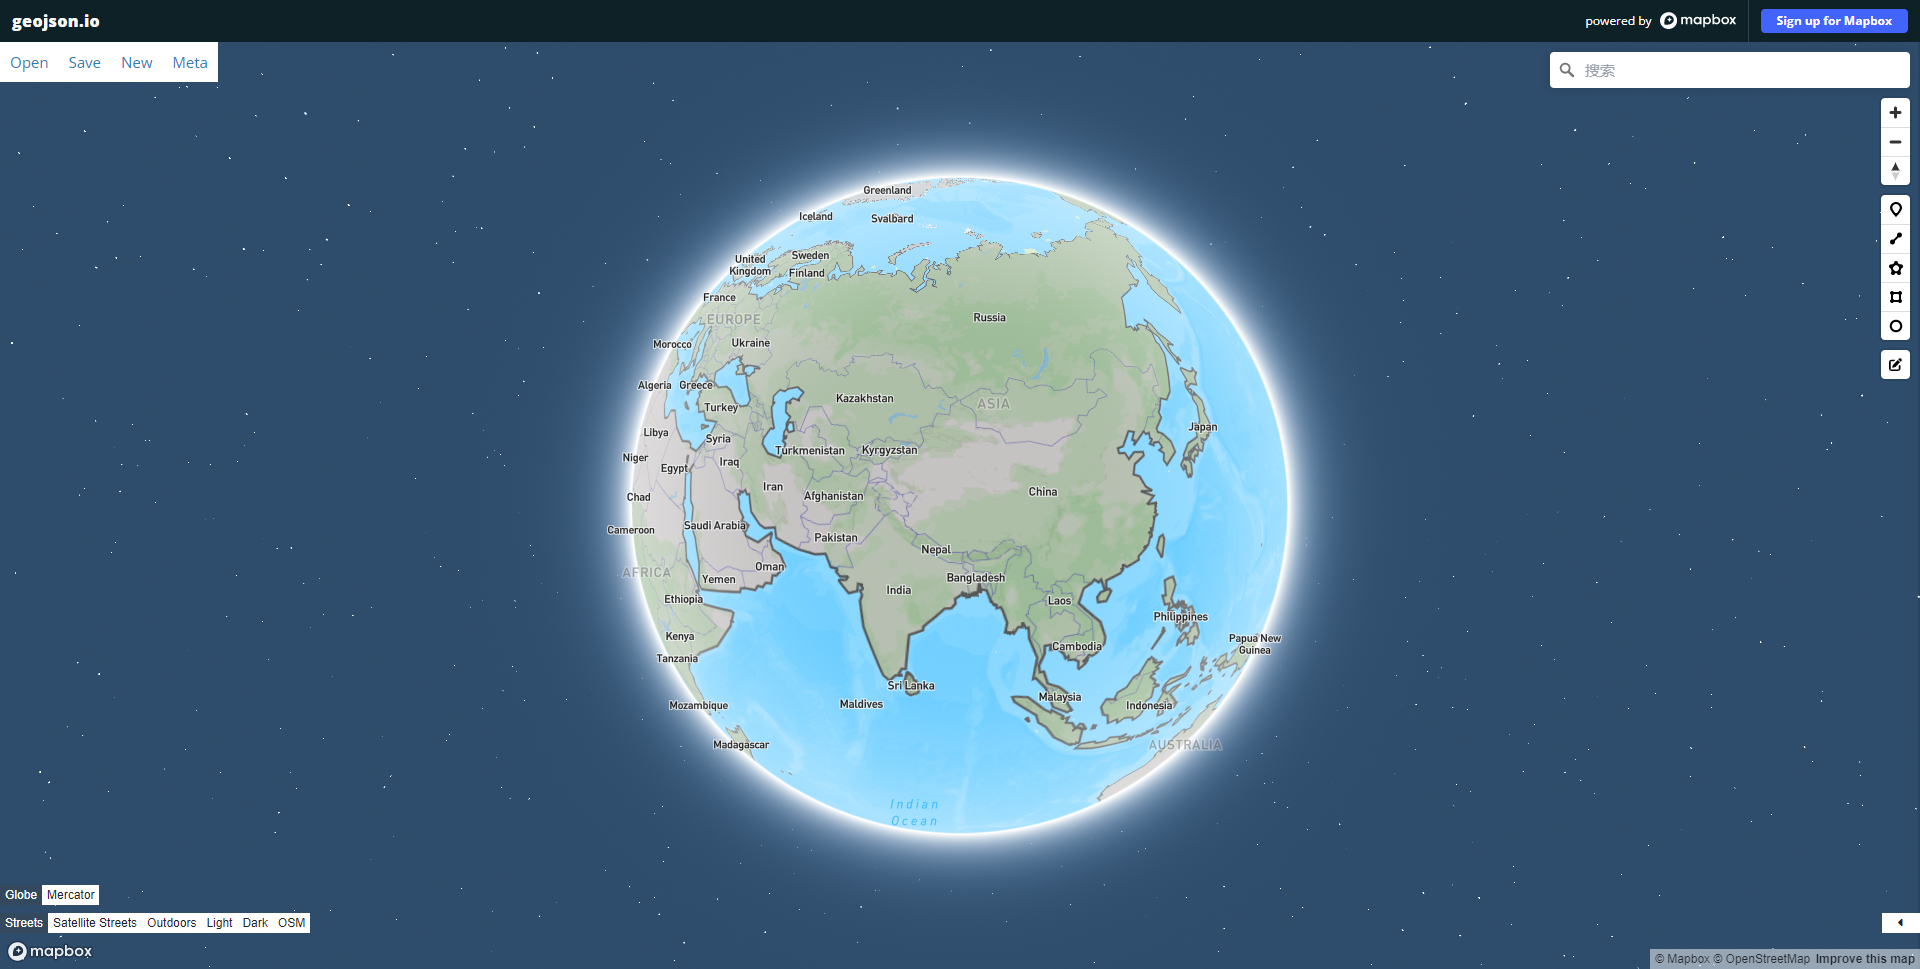 geojson.io
powered by mapbox
Sign up for Mapbox
Open Save New Meta
搜索
Greenland
Iceland
Svalbard
United
Kingdom
Sweden
Finland
France
EUROPE
Russia
Morocco
Ukraine
Algeria
Greece
Kazakhstan
ASIA
Turkey
Japan
Libya
Syria
Turkmenistan
Kyrgyzstan
Niger
Egypt
Iraq
Iran
China
Chad
Afghanistan
Cameroon
Saudi Arabia
Pakistan
Nepal
AFRICA
Yemen
Oman
Bangladesh
India
Ethiopia
Laos
Philippines
Kenya
Papua New
Guinea
Tanzania
Cambodia
Sri Lanka
Malaysia
Mozambique
Maldives
Indonesia
Madagascar
AUSTRALIA
Indian
Ocean
Globe Mercator
Streets Satellite Streets Outdoors Light Dark OSM
mapbox
© Mapbox © OpenStreetMap Improve this map